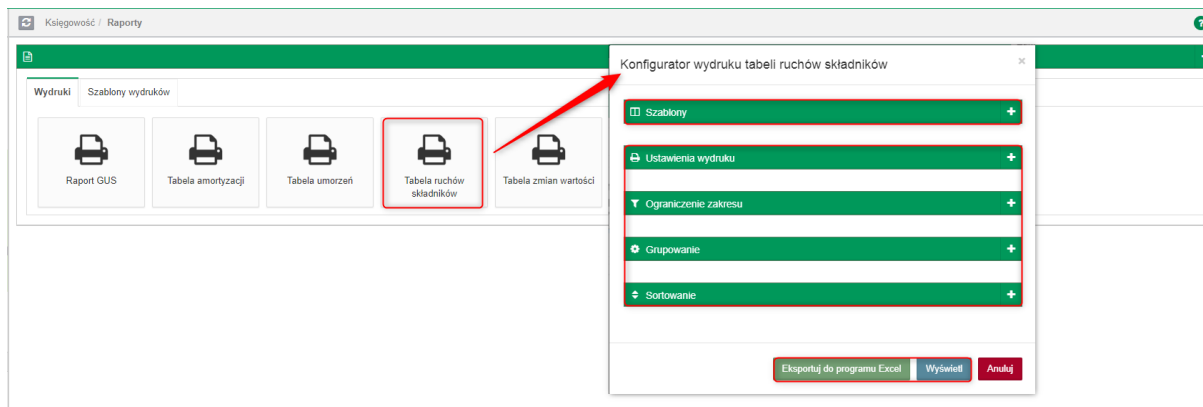 Księgowość / Raporty
?
Wydruki Szablony wydruków
Raport GUS
Tabela amortyzacji
Tabela umorzeń
Tabela ruchów
składników
Tabela zmian wartości
Konfigurator wydruku tabeli ruchów składników ×
Szablony +
Ustawienia wydruku +
Ograniczenie zakresu +
Grupowanie +
Sortowanie +
Eksportuj do programu Excel Wyświetl Anuluj